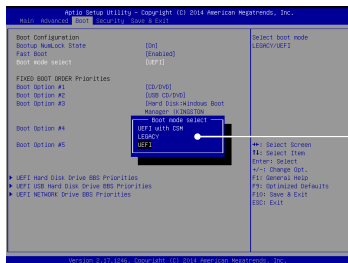 Aptio Setup Utility - Copyright (C) 2014 American Megatrends, Inc.
Main Advanced Boot Security Save & Exit
Boot Configuration
Bootup NumLock State [On]
Fast Boot [Enabled]
Boot mode select [UEFI]
FIXED BOOT ORDER Priorities
Boot Option #1 [CD/DVD]
Boot Option #2 [USB CD/DVD]
Boot Option #3 [Hard Disk:Windows Boot
Manager (KINGSTON
Boot mode select
UEFI with CSM
LEGACY
UEFI
Boot Option #4
Boot Option #5
UEFI Hard Disk Drive BBS Priorities
UEFI USB Hard Disk Drive BBS Priorities
UEFI NETWORK Drive BBS Priorities
Select boot mode
LEGACY/UEFI
→←: Select Screen
↑↓: Select Item
Enter: Select
+/-: Change Opt.
F1: General Help
F9: Optimized Defaults
F10: Save & Exit
ESC: Exit
Version 2.17.1246. Copyright (C) 2014 American Megatrends, Inc.